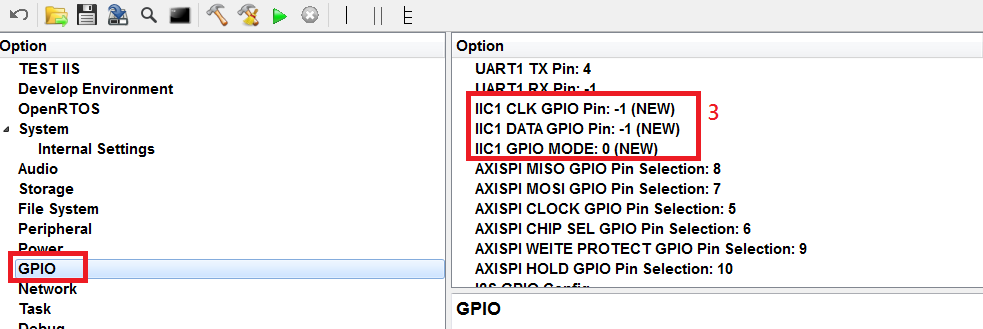 Option
TEST IIS
Develop Environment
OpenRTOS
System
Internal Settings
Audio
Storage
File System
Peripheral
Power
GPIO
Network
Task
Debug
Option
UART1 TX Pin: 4
UART1 RX Pin: -1
IIC1 CLK GPIO Pin: -1 (NEW)
IIC1 DATA GPIO Pin: -1 (NEW)
IIC1 GPIO MODE: 0 (NEW)
3
AXISPI MISO GPIO Pin Selection: 8
AXISPI MOSI GPIO Pin Selection: 7
AXISPI CLOCK GPIO Pin Selection: 5
AXISPI CHIP SEL GPIO Pin Selection: 6
AXISPI WEITE PROTECT GPIO Pin Selection: 9
AXISPI HOLD GPIO Pin Selection: 10
I2S GPIO Config
GPIO